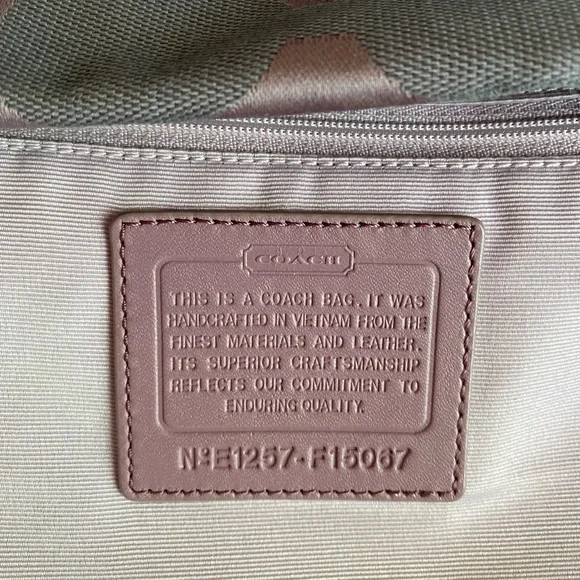 COACH
THIS IS A COACH BAG. IT WAS
HANDCRAFTED IN VIETNAM FROM THE
FINEST MATERIALS AND LEATHER.
ITS SUPERIOR CRAFTSMANSHIP
REFLECTS OUR COMMITMENT TO
ENDURING QUALITY.
Nº E1257-F15067